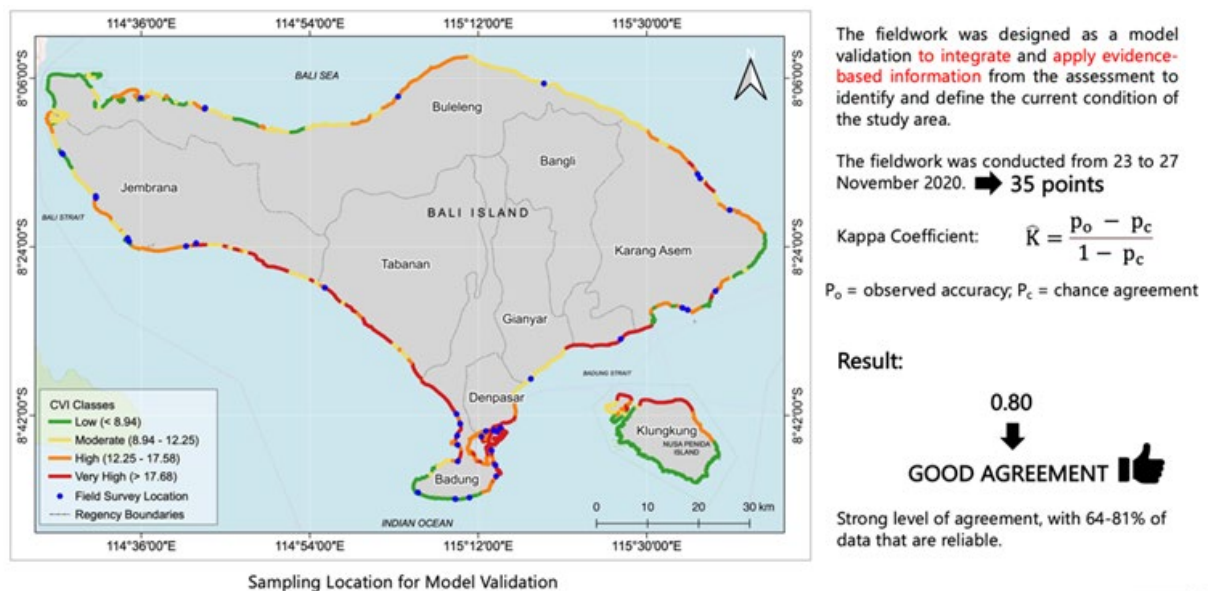 114°36'00"E
114°54'00"E
115°12'00"E
115°30'00"E
8°06'00"S
8°24'00"S
8°42'00"S
BALI SEA
N
Buleleng
Bangli
Jembrana
BALI STRAIT
BALI ISLAND
Karang Asem
Tabanan
Gianyar
BADUNG STRAIT
Denpasar
Klungkung
NUSA PENIDA
ISLAND
Badung
INDIAN OCEAN
CVI Classes
Low (< 8.94)
Moderate (8.94 - 12.25)
High (12.25 - 17.58)
Very High (> 17.68)
Field Survey Location
Regency Boundaries
0 10 20 30 km
8°06'00"S
8°24'00"S
8°42'00"S
114°36'00"E
114°54'00"E
115°12'00"E
115°30'00"E
Sampling Location for Model Validation
The fieldwork was designed as a model
validation to integrate and apply evidence-
based information from the assessment to
identify and define the current condition of
the study area.
The fieldwork was conducted from 23 to 27
November 2020. ➡ 35 points
Kappa Coefficient: K̂ = (p₀ − p_c) / (1 − p_c)
Pₒ = observed accuracy; P_c = chance agreement
Result:
0.80
GOOD AGREEMENT
Strong level of agreement, with 64-81% of
data that are reliable.